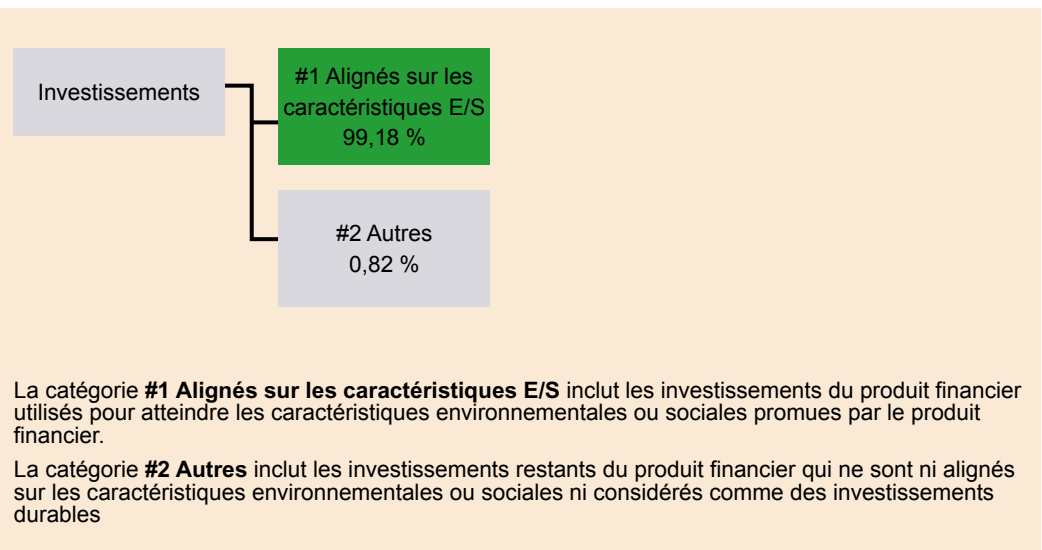 Investissements
#1 Alignés sur les
caractéristiques E/S
99,18 %
#2 Autres
0,82 %
La catégorie #1 Alignés sur les caractéristiques E/S inclut les investissements du produit financier
utilisés pour atteindre les caractéristiques environnementales ou sociales promues par le produit
financier.
La catégorie #2 Autres inclut les investissements restants du produit financier qui ne sont ni alignés
sur les caractéristiques environnementales ou sociales ni considérés comme des investissements
durables